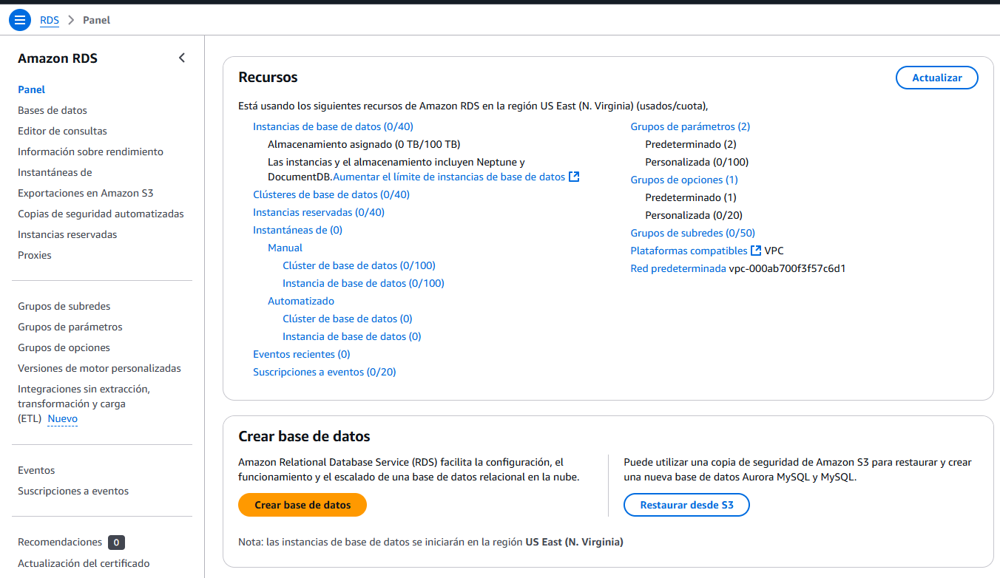 RDS > Panel
Amazon RDS
Panel
Bases de datos
Editor de consultas
Información sobre rendimiento
Instantáneas de
Exportaciones en Amazon S3
Copias de seguridad automatizadas
Instancias reservadas
Proxies
Grupos de subredes
Grupos de parámetros
Grupos de opciones
Versiones de motor personalizadas
Integraciones sin extracción,
transformación y carga
(ETL) Nuevo
Eventos
Suscripciones a eventos
Recomendaciones 0
Actualización del certificado
Recursos
Actualizar
Está usando los siguientes recursos de Amazon RDS en la región US East (N. Virginia) (usados/cuota),
Instancias de base de datos (0/40)
Almacenamiento asignado (0 TB/100 TB)
Las instancias y el almacenamiento incluyen Neptune y
DocumentDB.Aumentar el límite de instancias de base de datos
Clústeres de base de datos (0/40)
Instancias reservadas (0/40)
Instantáneas de (0)
Manual
Clúster de base de datos (0/100)
Instancia de base de datos (0/100)
Automatizado
Clúster de base de datos (0)
Instancia de base de datos (0)
Eventos recientes (0)
Suscripciones a eventos (0/20)
Grupos de parámetros (2)
Predeterminado (2)
Personalizada (0/100)
Grupos de opciones (1)
Predeterminado (1)
Personalizada (0/20)
Grupos de subredes (0/50)
Plataformas compatibles VPC
Red predeterminada vpc-000ab700f3f57c6d1
Crear base de datos
Amazon Relational Database Service (RDS) facilita la configuración, el
funcionamiento y el escalado de una base de datos relacional en la nube.
Crear base de datos
Puede utilizar una copia de seguridad de Amazon S3 para restaurar y crear
una nueva base de datos Aurora MySQL y MySQL.
Restaurar desde S3
Nota: las instancias de base de datos se iniciarán en la región US East (N. Virginia)